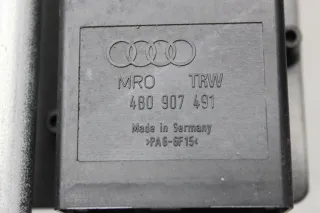 MRO TRW
4B0 907 491
Made in Germany
>PA6-GF15<